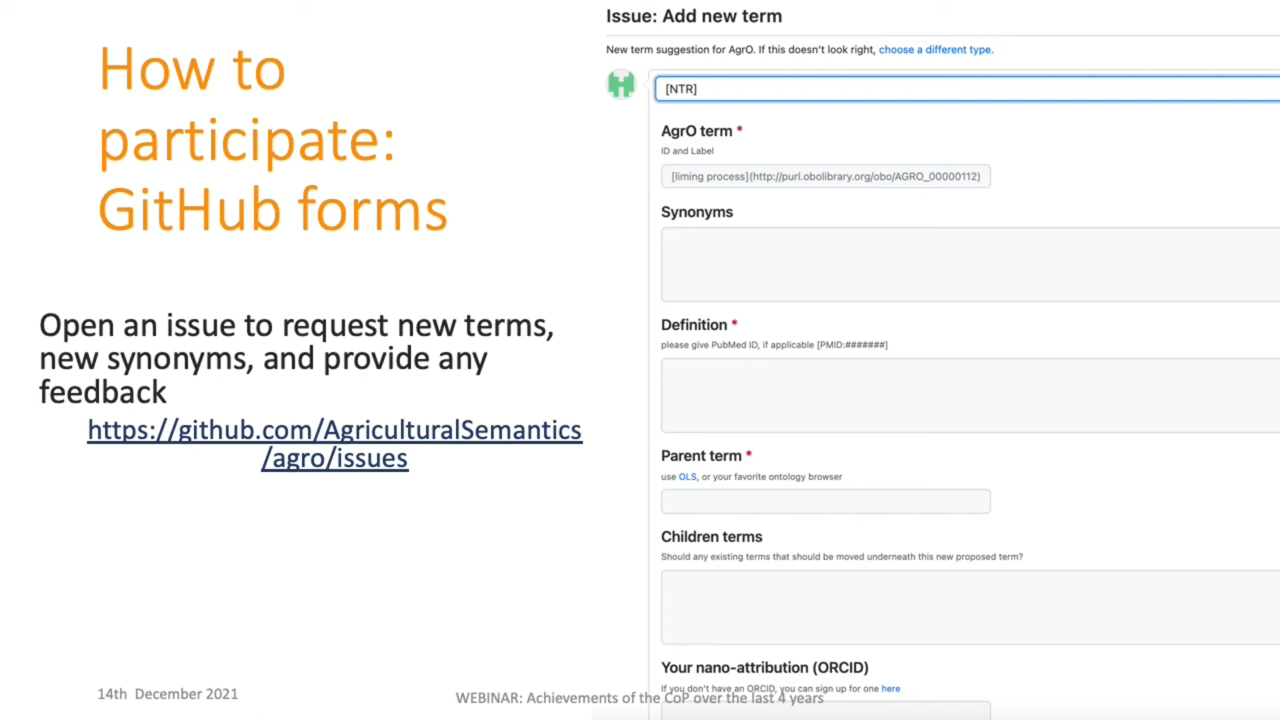 How to
participate:
GitHub forms
Open an issue to request new terms,
new synonyms, and provide any
feedback
https://github.com/AgriculturalSemantics
/agro/issues
Issue: Add new term
New term suggestion for AgrO. If this doesn't look right, choose a different type.
[NTR]
AgrO term *
ID and Label
[liming process](http://purl.obolibrary.org/obo/AGRO_00000112)
Synonyms
Definition *
please give PubMed ID, if applicable [PMID:#######]
Parent term *
use OLS, or your favorite ontology browser
Children terms
Should any existing terms that should be moved underneath this new proposed term?
Your nano-attribution (ORCID)
If you don't have an ORCID, you can sign up for one here
14th December 2021
WEBINAR: Achievements of the CoP over the last 4 years